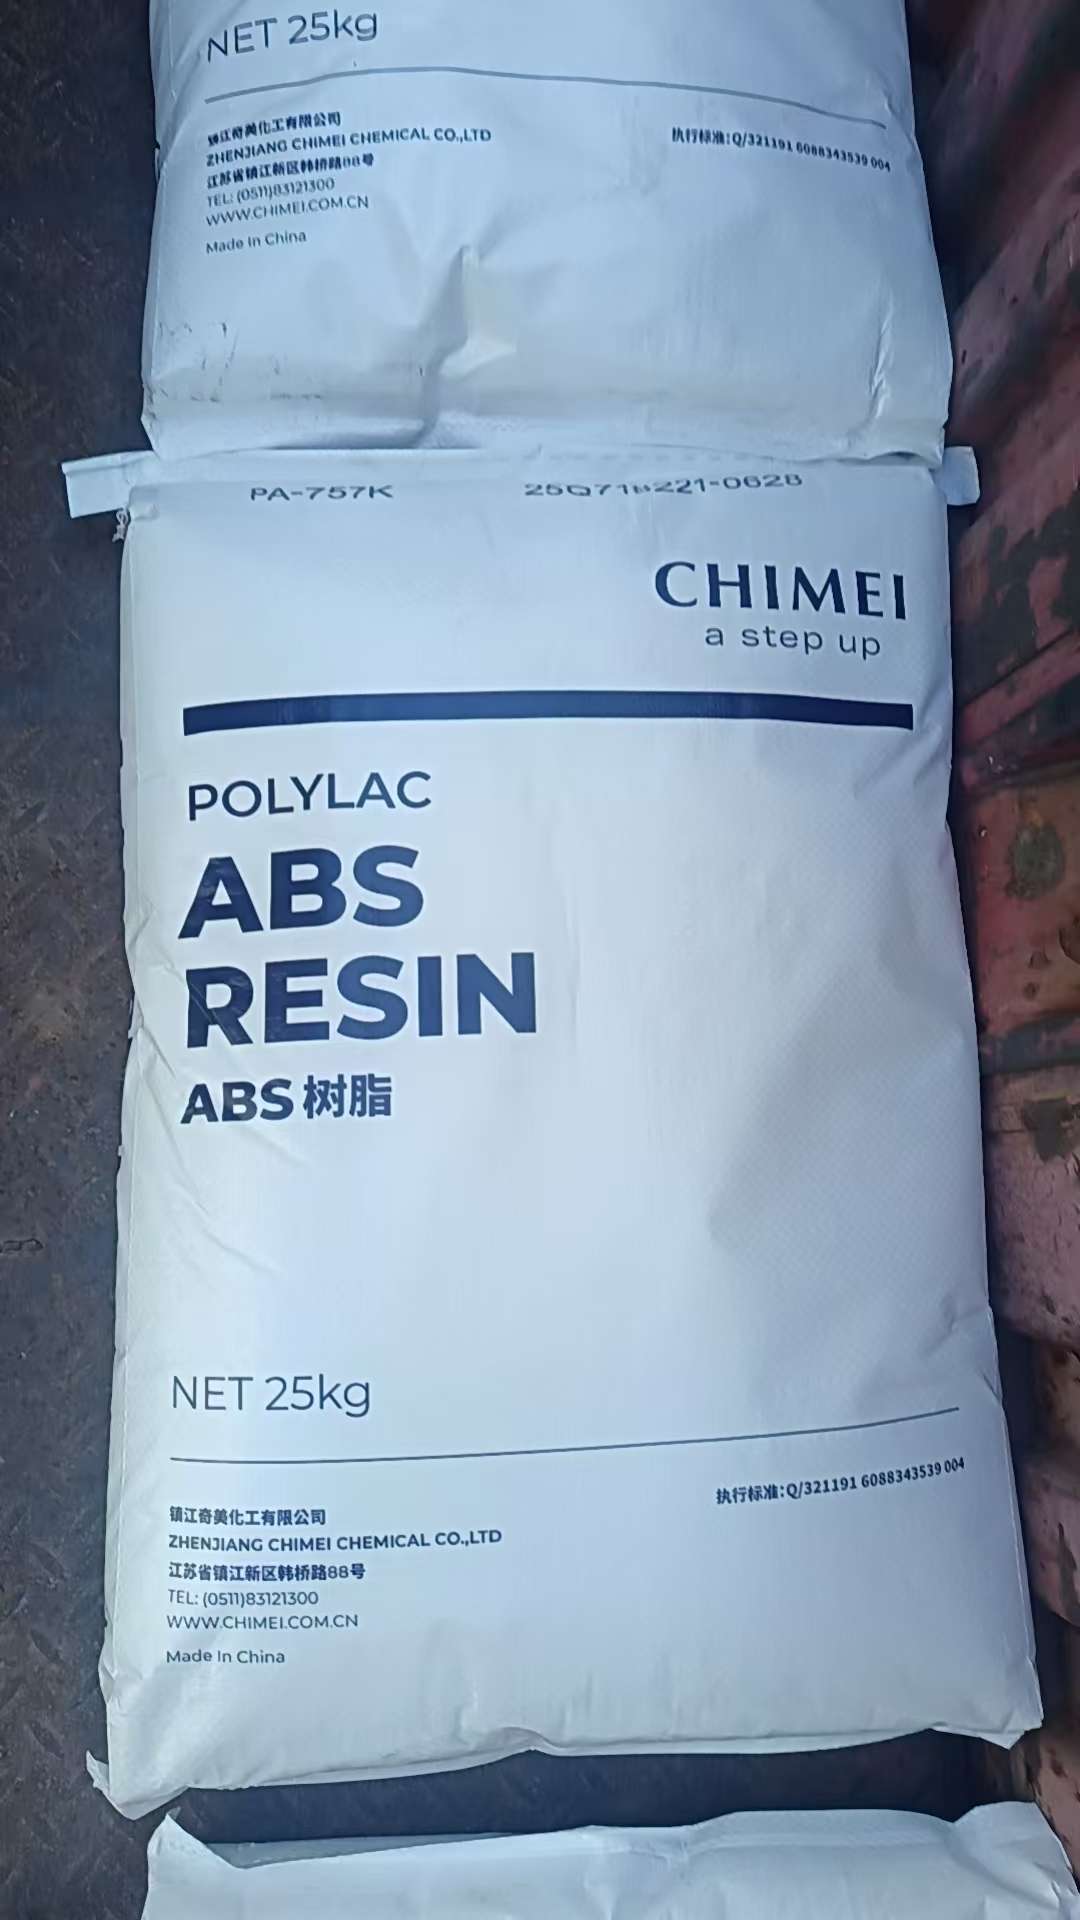 NET 25kg
镇江奇美化工有限公司
ZHENJIANG CHIMEI CHEMICAL CO.,LTD
江苏省镇江新区韩桥路88号
TEL: (0511)83121300
WWW.CHIMEI.COM.CN
Made In China
执行标准：Q/321191 6088343539 004
PA-757K
CHIMEI
a step up
POLYLAC
ABS
RESIN
ABS 树脂
NET 25kg
执行标准：Q/321191 6088343539 004
镇江奇美化工有限公司
ZHENJIANG CHIMEI CHEMICAL CO.,LTD
江苏省镇江新区韩桥路88号
TEL: (0511)83121300
WWW.CHIMEI.COM.CN
Made In China